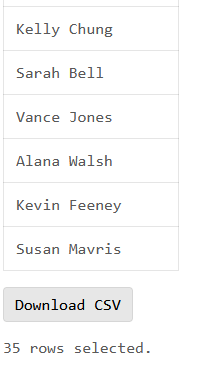 Kelly Chung
Sarah Bell
Vance Jones
Alana Walsh
Kevin Feeney
Susan Mavris
Download CSV
35 rows selected.